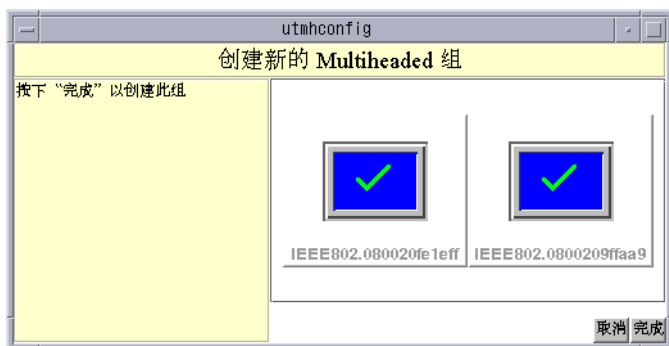 utmhconfig
创建新的 Multiheaded 组
按下“完成”以创建此组
IEEE802.080020fe1eff IEEE802.0800209ffaa9
取消 完成